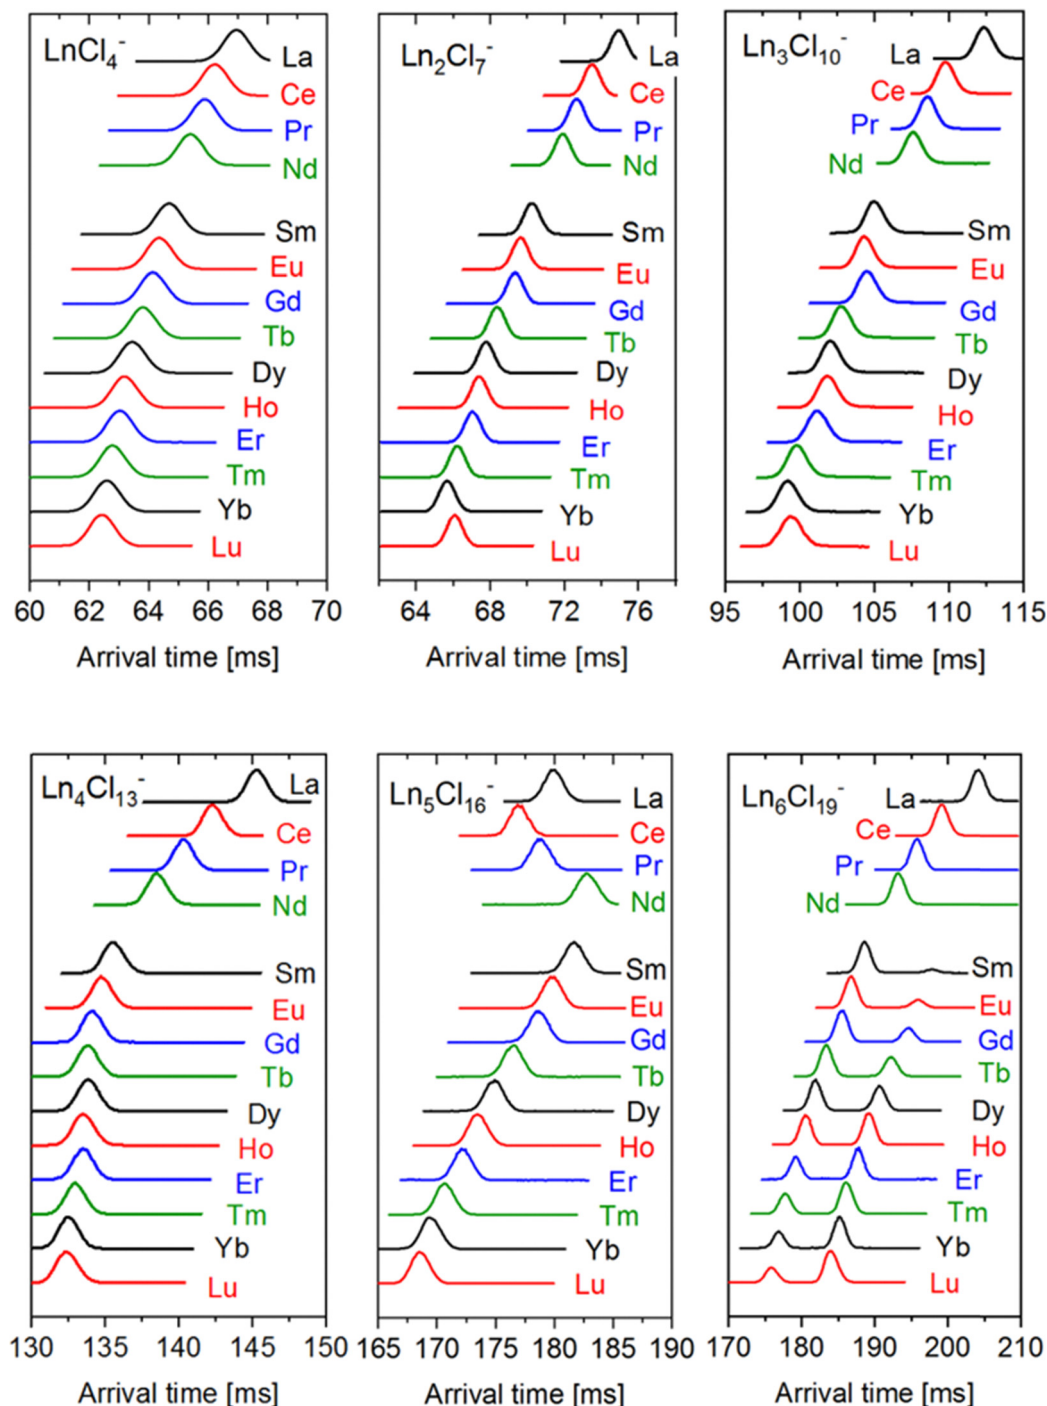 LnCl4-
La
Ce
Pr
Nd
Sm
Eu
Gd
Tb
Dy
Ho
Er
Tm
Yb
Lu
60 62 64 66 68 70
Arrival time [ms]
Ln2Cl7-
La
Ce
Pr
Nd
Sm
Eu
Gd
Tb
Dy
Ho
Er
Tm
Yb
Lu
64 68 72 76
Arrival time [ms]
Ln3Cl10-
La
Ce
Pr
Nd
Sm
Eu
Gd
Tb
Dy
Ho
Er
Tm
Yb
Lu
95 100 105 110 115
Arrival time [ms]
Ln4Cl13-
La
Ce
Pr
Nd
Sm
Eu
Gd
Tb
Dy
Ho
Er
Tm
Yb
Lu
130 135 140 145 150
Arrival time [ms]
Ln5Cl16-
La
Ce
Pr
Nd
Sm
Eu
Gd
Tb
Dy
Ho
Er
Tm
Yb
Lu
165 170 175 180 185 190
Arrival time [ms]
Ln6Cl19-
La
Ce
Pr
Nd
Sm
Eu
Gd
Tb
Dy
Ho
Er
Tm
Yb
Lu
170 180 190 200 210
Arrival time [ms]